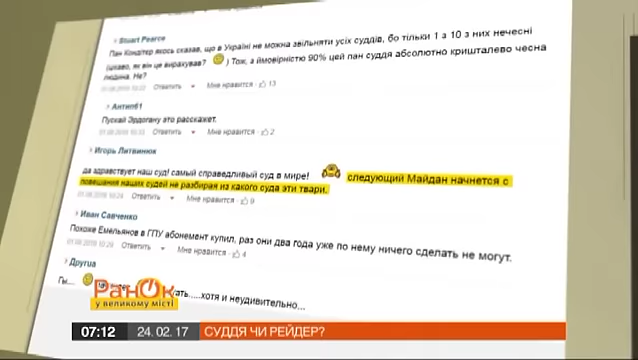 Stuart Pearce
Пан Кондітер якось сказав, що в Україні не можна звільняти усіх суддів, бо тільки 1 з 10 з них нечесні
(цікаво, як він це вирахував? ) Тож, з ймовірністю 90% цей пан суддя абсолютно кришталево чесна
людина. Не?
Ответить Мне нравится 13
Антип61
Пускай Эрдогану это расскажет.
Ответить Мне нравится 2
Игорь Литвинюк
да здравствует наш суд! самый справедливый суд в мире! следующий Майдан начнется с
повешания наших судей не разбирая из какого суда эти твари.
Ответить Мне нравится 9
Иван Савченко
Похоже Емельянов в ГПУ абонемент купил, раз они два года уже по нему ничего сделать не могут.
Ответить Мне нравится 4
Другиа
Гы...
хотя и неудивительно...
РанОк
у великому місті
07:12 24.02.17 СУДДЯ ЧИ РЕЙДЕР?